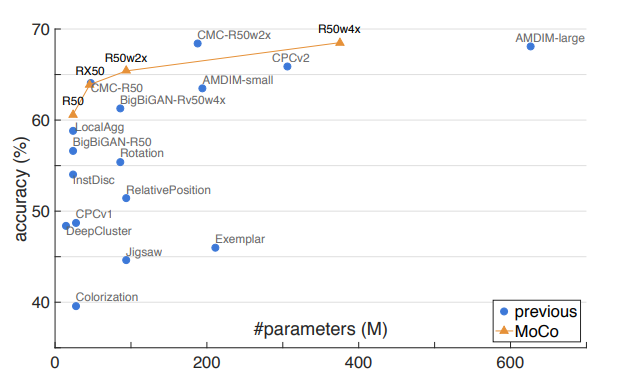 70
60
50
40
accuracy (%)
R50w4x
CMC-R50w2x
AMDIM-large
R50w2x
CPCv2
RX50
AMDIM-small
CMC-R50
BigBiGAN-Rv50w4x
R50
LocalAgg
BigBiGAN-R50
Rotation
InstDisc
RelativePosition
CPCv1
DeepCluster
Exemplar
Jigsaw
Colorization
#parameters (M)
previous
MoCo
0
200
400
600